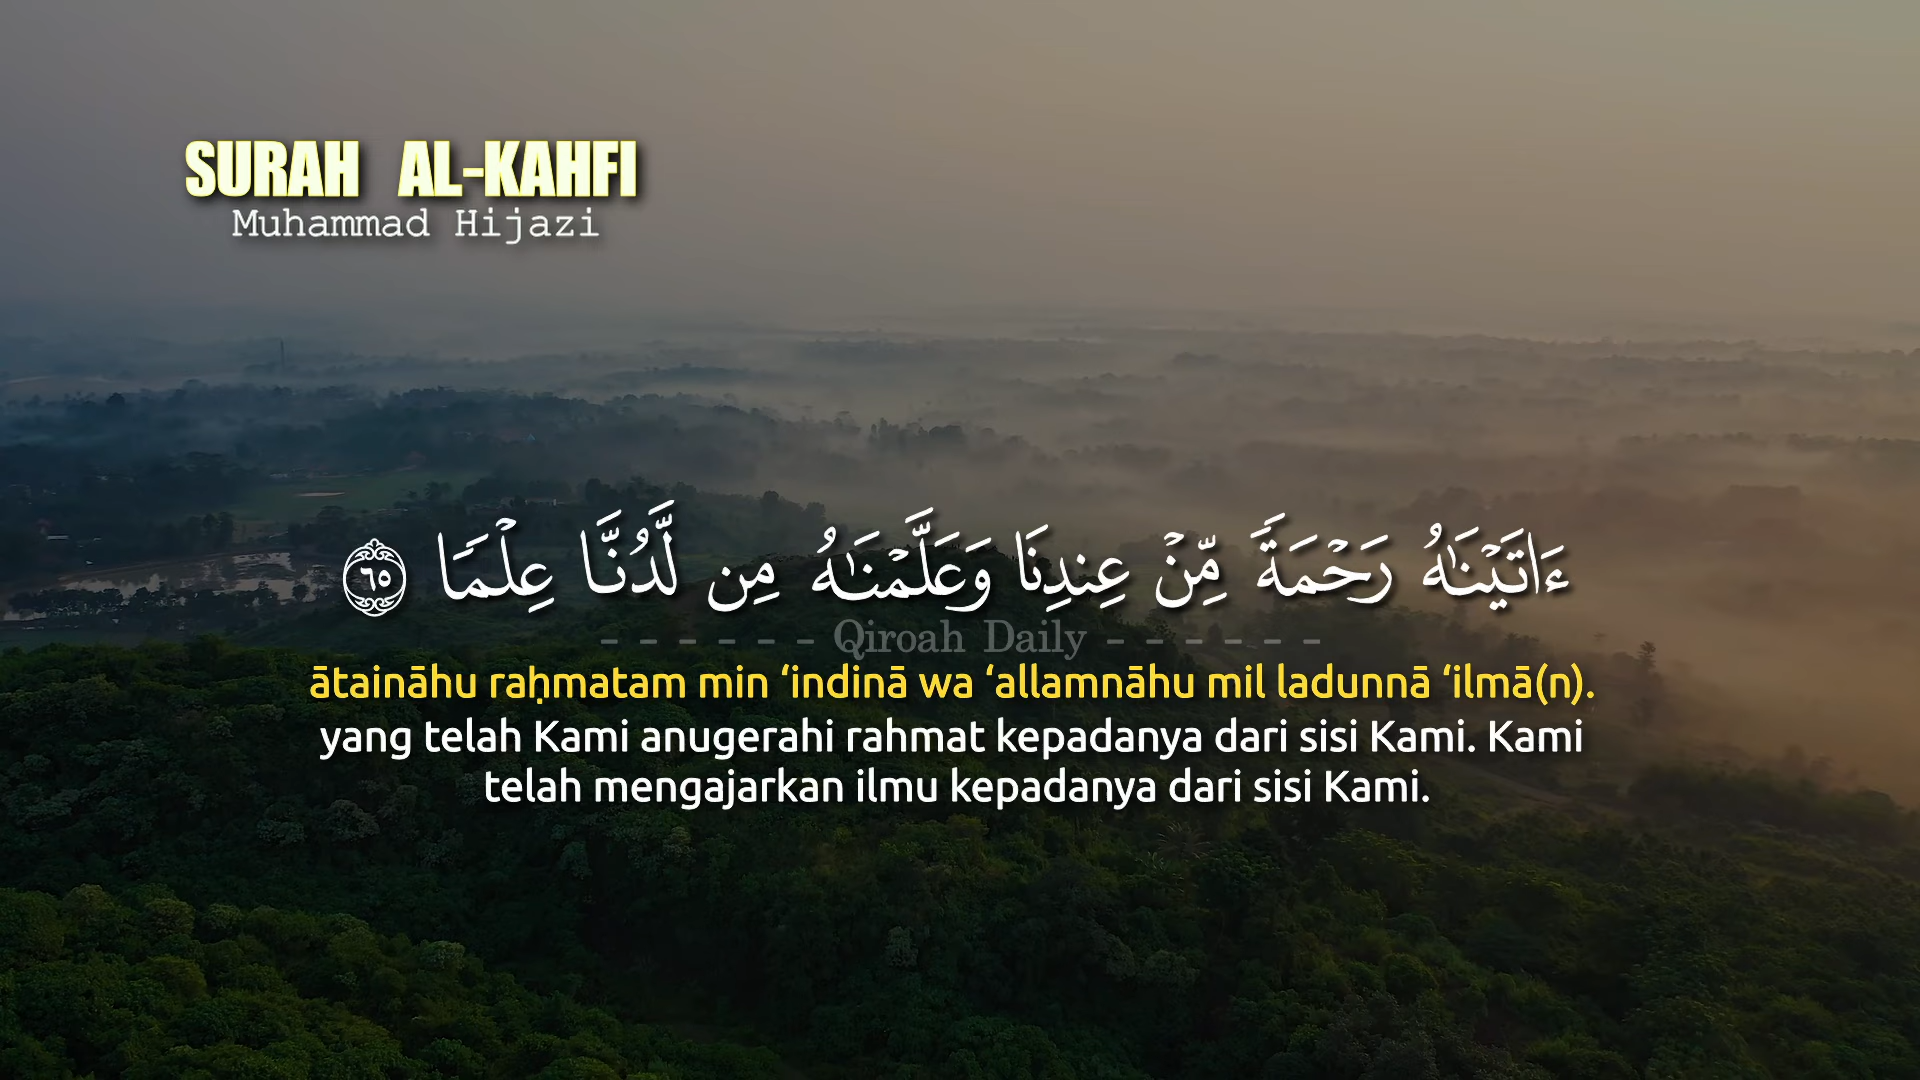 SURAH AL-KAHFI
Muhammad Hijazi
ءَاتَيْنَٰهُ رَحْمَةً مِّنْ عِندِنَا وَعَلَّمْنَٰهُ مِن لَّدُنَّا عِلْمًا ٦٥
- - - - - - Qiroah Daily - - - - - -
ātaināhu raḥmatam min ‘indinā wa ‘allamnāhu mil ladunnā ‘ilmā(n).
yang telah Kami anugerahi rahmat kepadanya dari sisi Kami. Kami
telah mengajarkan ilmu kepadanya dari sisi Kami.